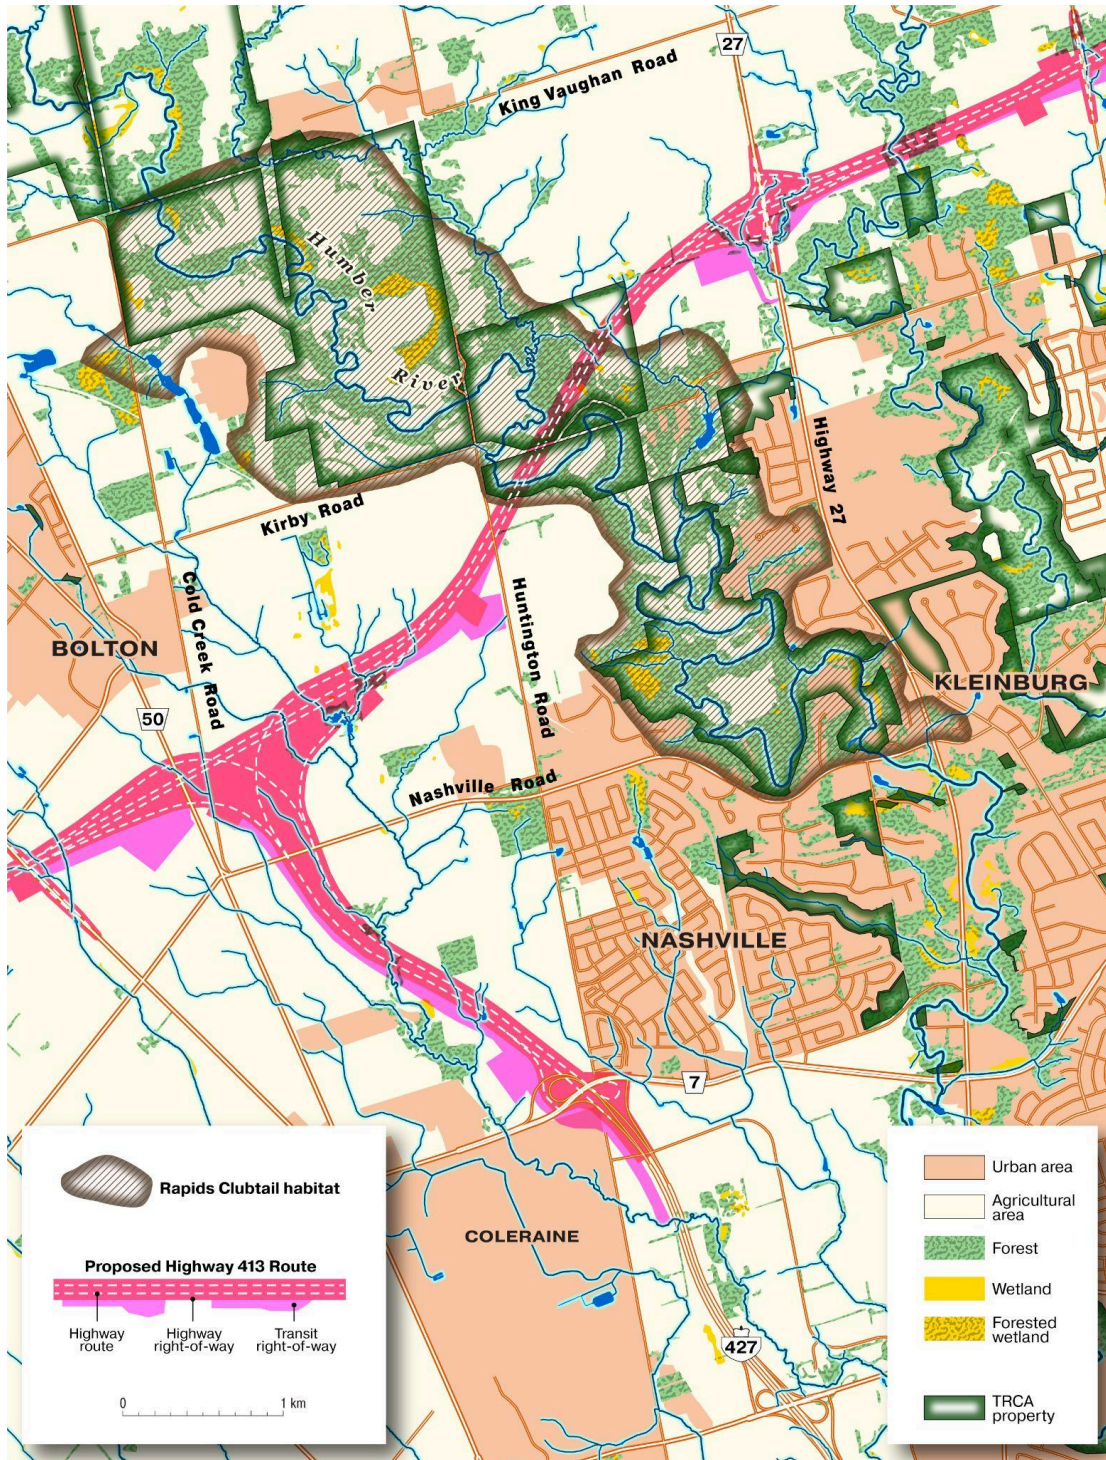 27
King Vaughan Road
Humber
River
Highway 27
Kirby Road
Cold Creek Road
Huntington Road
BOLTON
KLEINBURG
50
Nashville Road
NASHVILLE
7
COLERAINE
427
Rapids Clubtail habitat
Proposed Highway 413 Route
Highway
route
Highway
right-of-way
Transit
right-of-way
0
1 km
Urban area
Agricultural
area
Forest
Wetland
Forested
wetland
TRCA
property